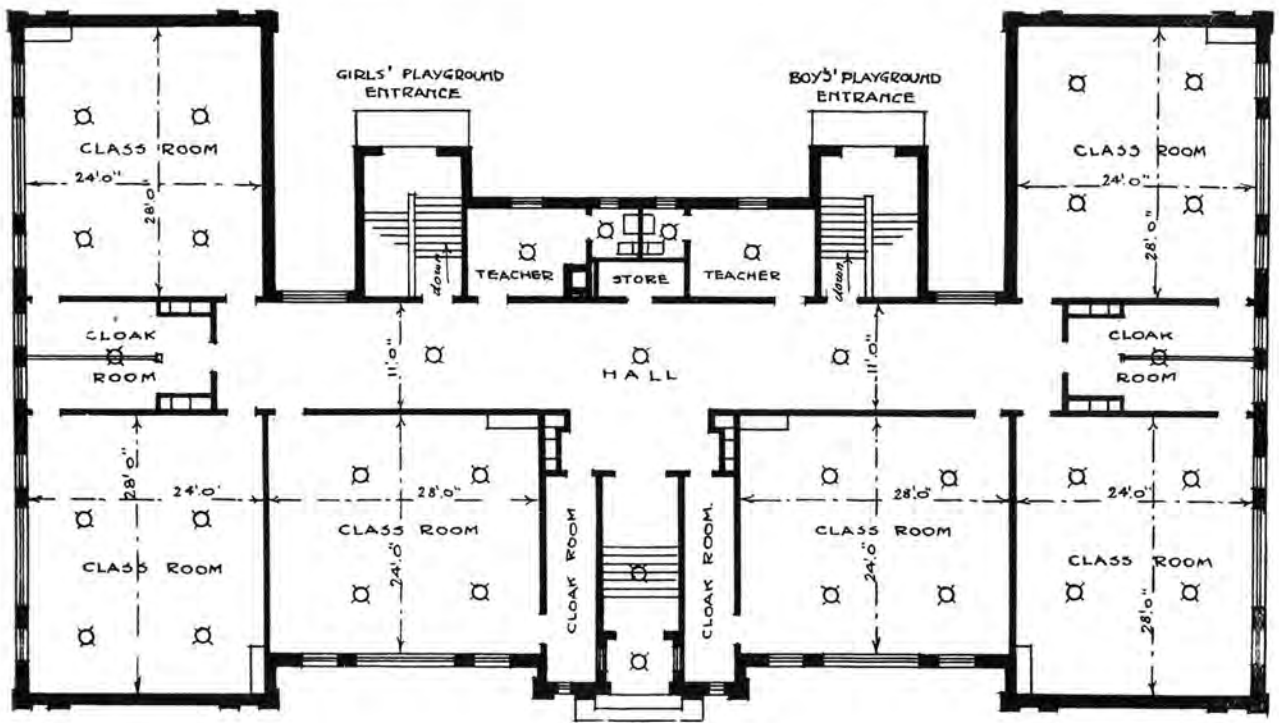 GIRLS' PLAYGROUND
ENTRANCE
BOY'S' PLAYGROUND
ENTRANCE
CLASS ROOM
24'.0"
28'.0"
CLASS ROOM
24'.0"
28'.0"
down
TEACHER
STORE
TEACHER
down
CLOAK
ROOM
11'.0"
HALL
11'.0"
CLOAK
ROOM
28'.0"
24'.0'
CLASS ROOM
28'.0"
CLASS ROOM
24'.0"
CLOAK ROOM
CLOAK ROOM.
28'.0"
CLASS ROOM
24'.0"
24'.0"
CLASS ROOM
28'.0"